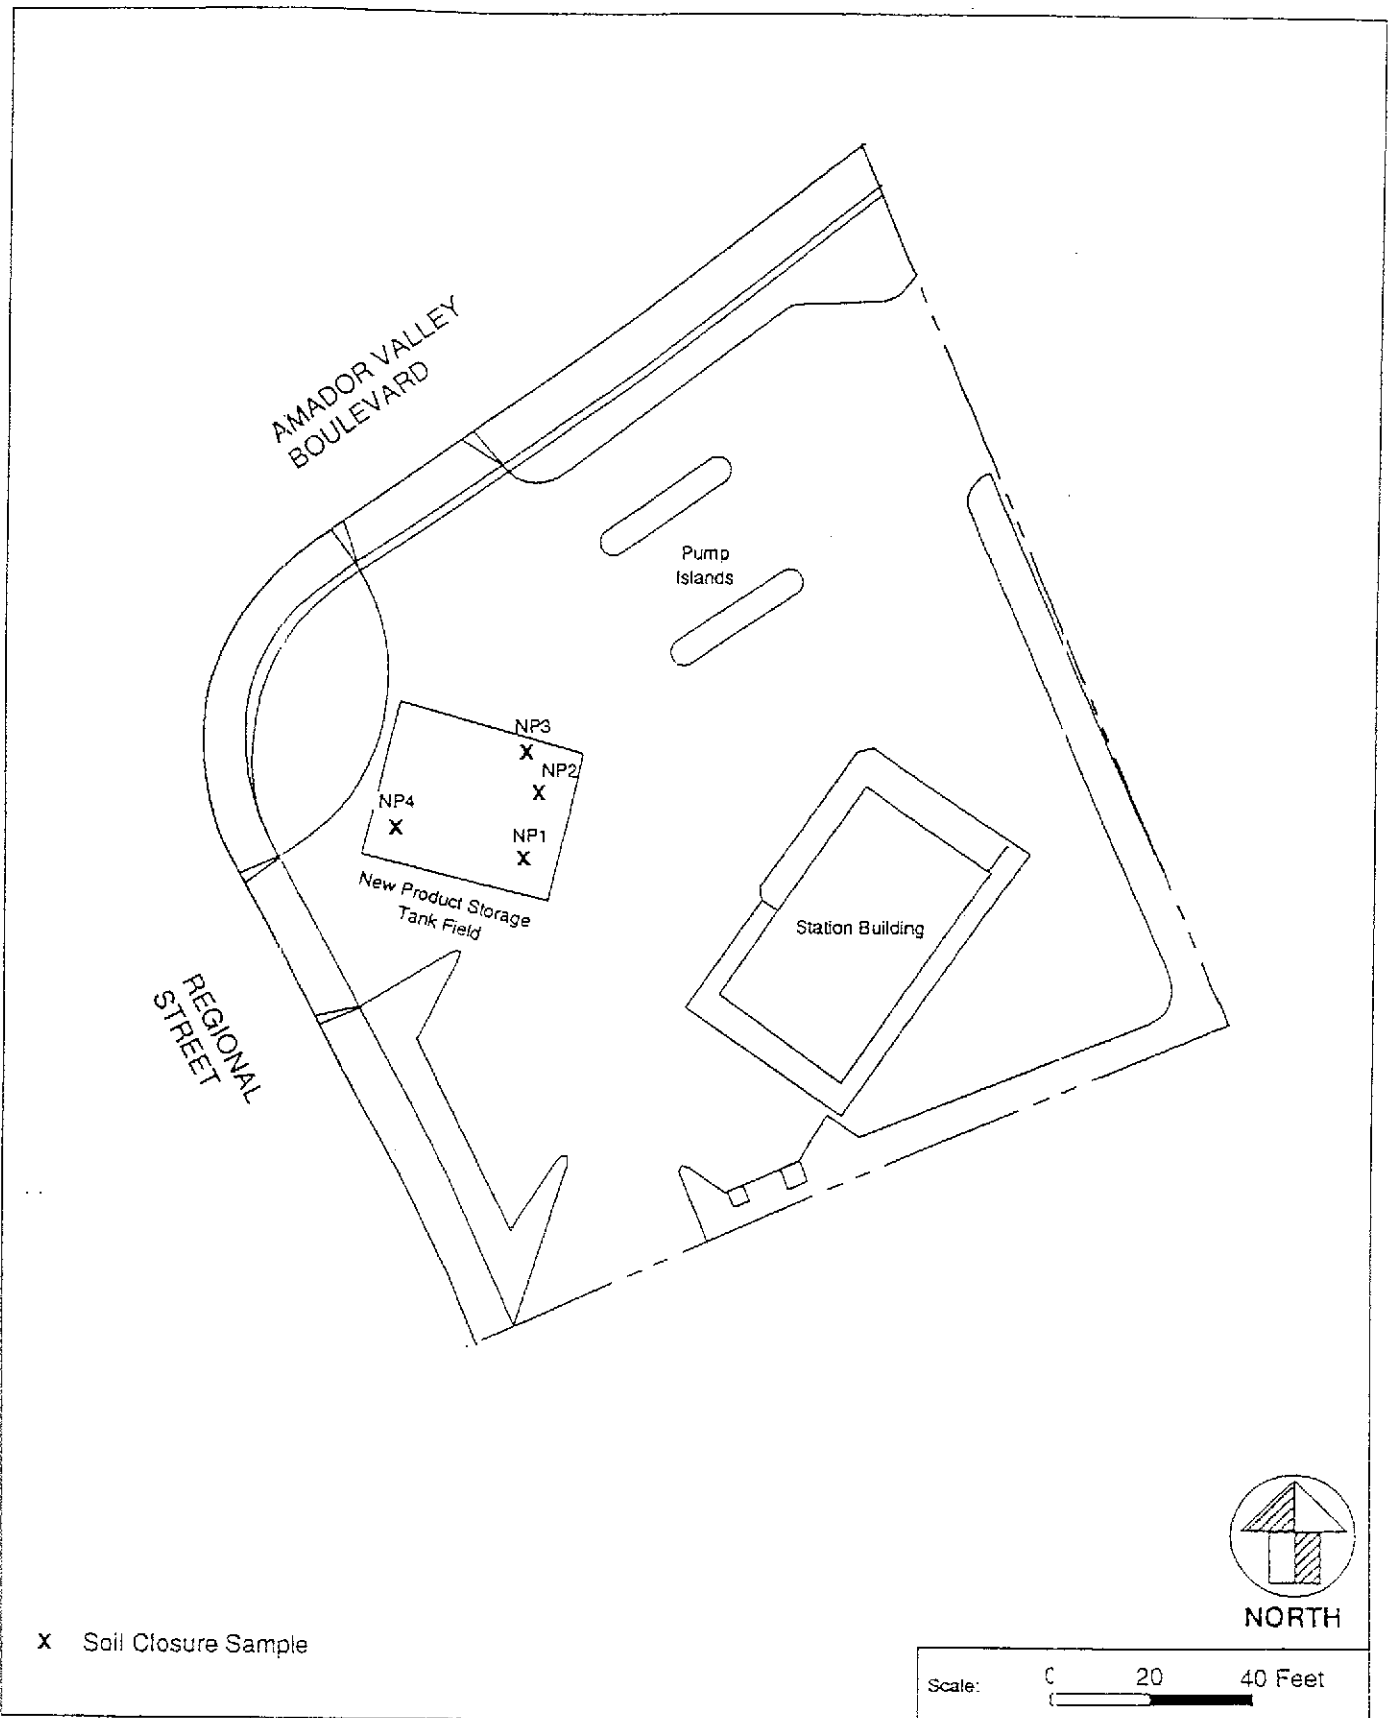 AMADOR VALLEY
BOULEVARD
Pump
Islands
NP3
NP2
NP4
NP1
New Product Storage
Tank Field
Station Building
REGIONAL
STREET
NORTH
X Soil Closure Sample
Scale: 0 20 40 Feet